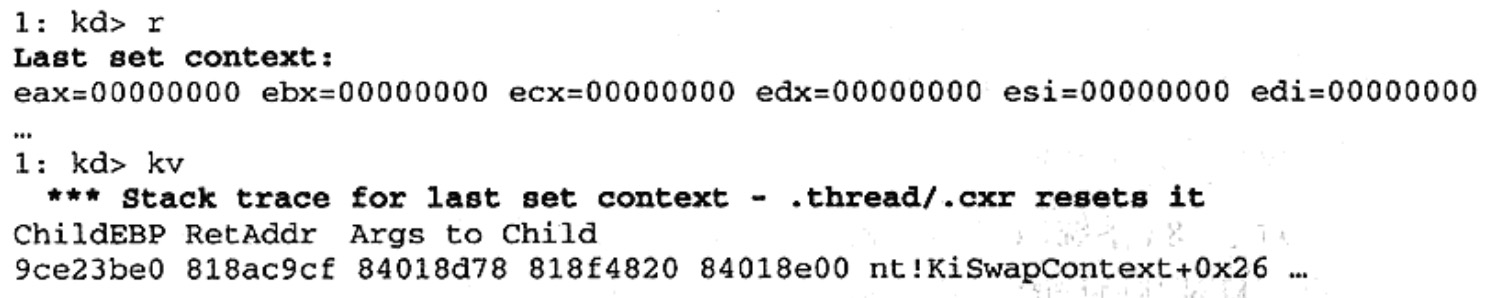 1: kd> r
Last set context:
eax=00000000 ebx=00000000 ecx=00000000 edx=00000000 esi=00000000 edi=00000000
…
1: kd> kv
*** Stack trace for last set context - .thread/.cxr resets it
ChildEBP RetAddr  Args to Child
9ce23be0 818ac9cf 84018d78 818f4820 84018e00 nt!KiSwapContext+0x26 …